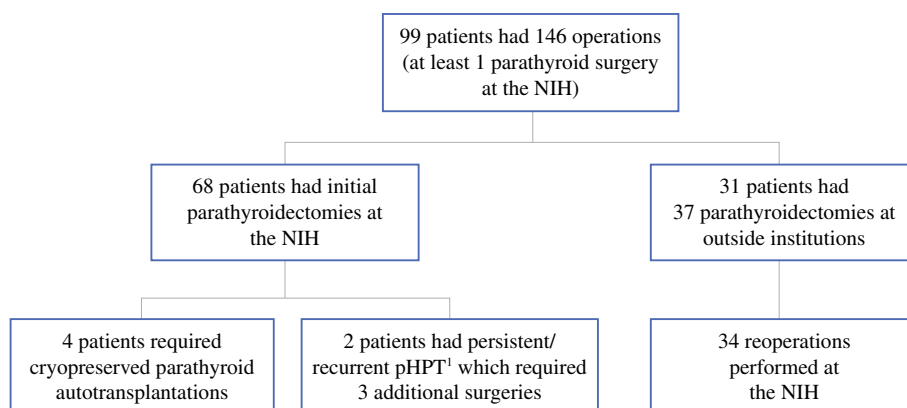 99 patients had 146 operations
(at least 1 parathyroid surgery
at the NIH)
68 patients had initial
parathyroidectomies at
the NIH
31 patients had
37 parathyroidectomies at
outside institutions
4 patients required
cryopreserved parathyroid
autotransplantations
2 patients had persistent/
recurrent pHPT¹ which required
3 additional surgeries
34 reoperations
performed at
the NIH